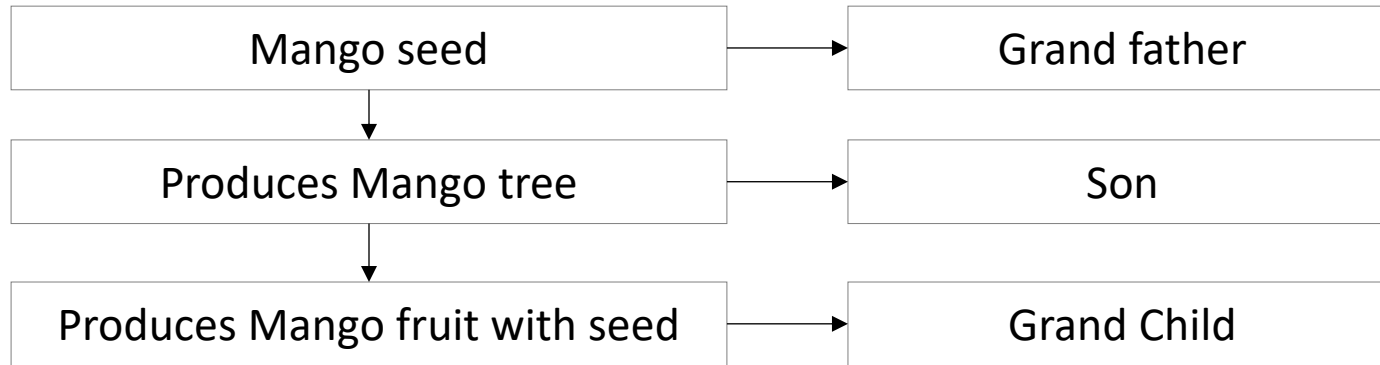 Mango seed
Grand father
Produces Mango tree
Son
Produces Mango fruit with seed
Grand Child